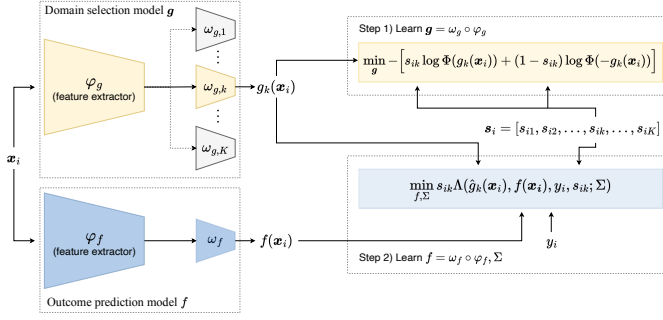 Domain selection model g
φ_g
(feature extractor)
ω_{g,1}
⋮
ω_{g,k}
⋮
ω_{g,K}
g_k(x_i)
x_i
φ_f
(feature extractor)
ω_f
f(x_i)
Outcome prediction model f
Step 1) Learn g = ω_g ∘ φ_g
min_g −[s_{ik} log Φ(g_k(x_i)) + (1 − s_{ik}) log Φ(−g_k(x_i))]
s_i = [s_{i1}, s_{i2}, …, s_{ik}, …, s_{iK}]
min_{f,Σ} s_{ik}Λ(ĝ_k(x_i), f(x_i), y_i, s_{ik}; Σ)
y_i
Step 2) Learn f = ω_f ∘ φ_f, Σ